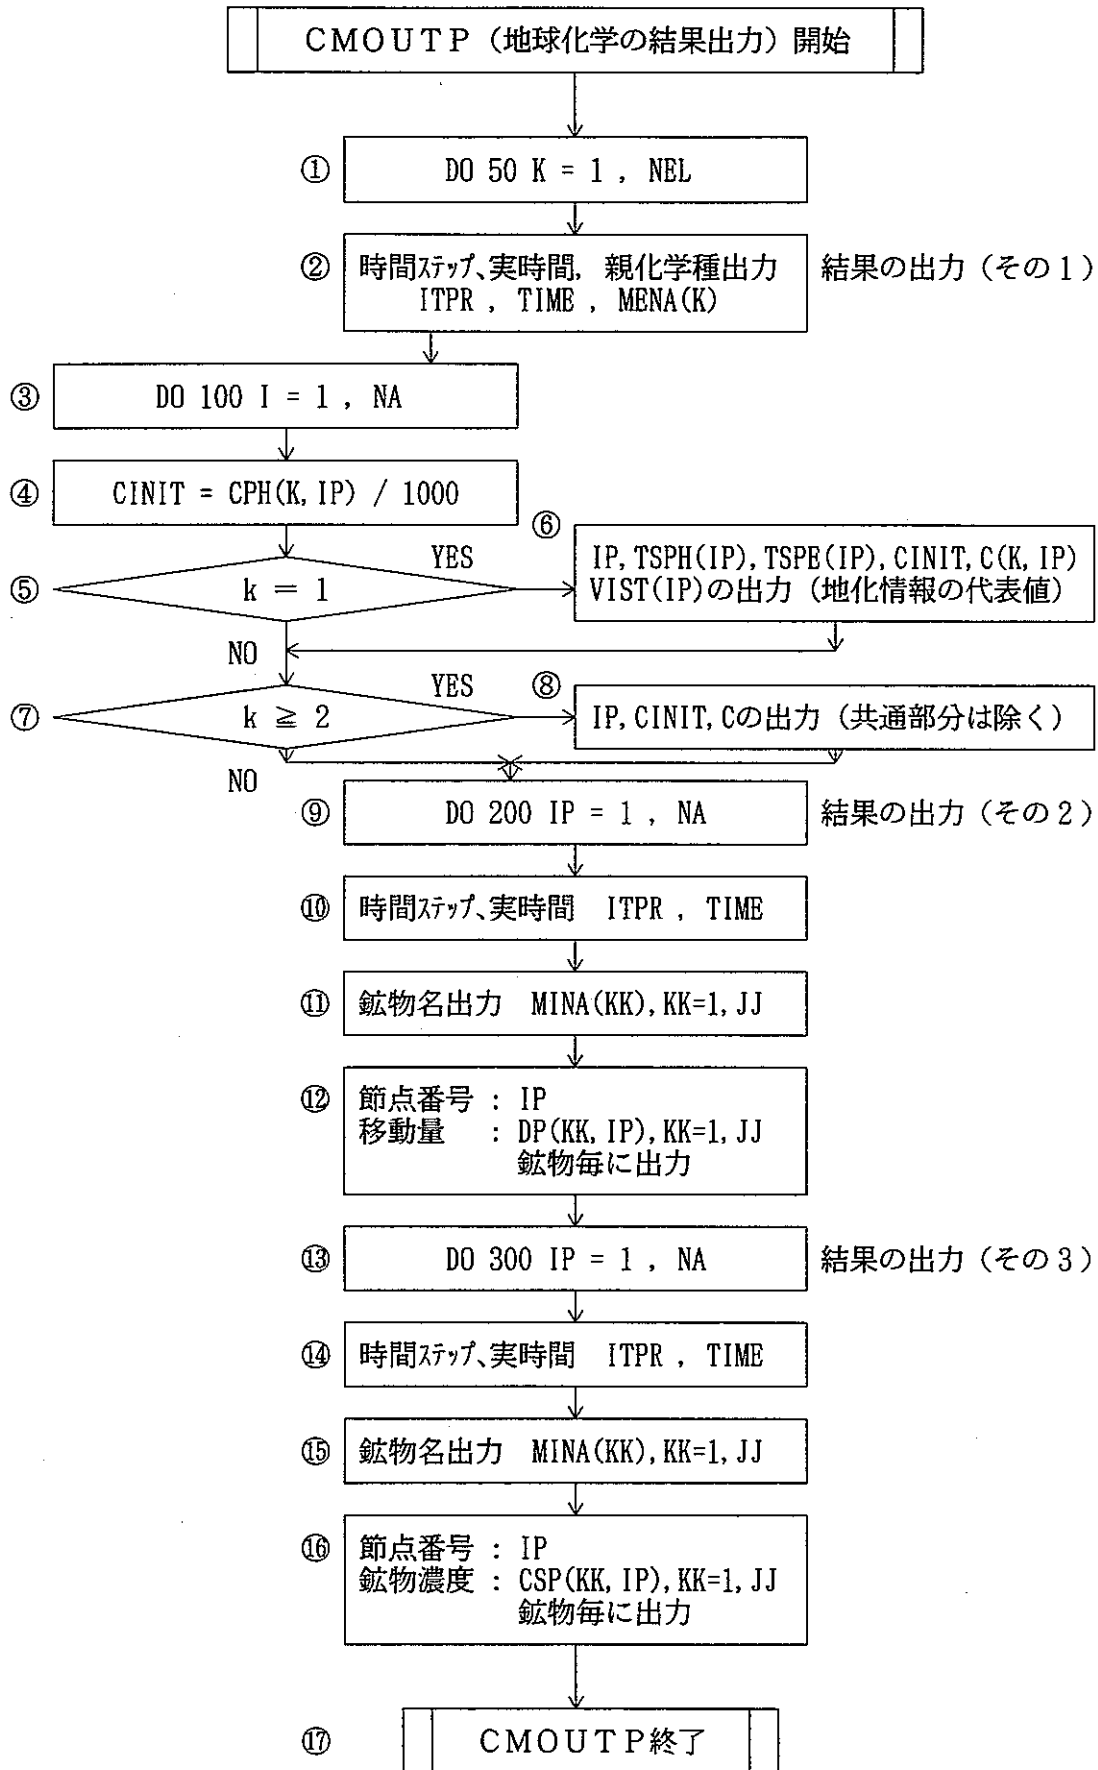 CMOUTP（地球化学の結果出力）開始
① DO 50 K = 1 , NEL
② 時間ステップ、実時間, 親化学種出力 結果の出力（その1）
ITPR , TIME , MENA(K)
③ DO 100 I = 1 , NA
④ CINIT = CPH(K,IP) / 1000
⑥
YES
IP,TSPH(IP),TSPE(IP),CINIT,C(K,IP)
⑤ k = 1
VIST(IP)の出力（地化情報の代表値）
NO
YES ⑧
⑦ k ≧ 2
IP,CINIT,Cの出力（共通部分は除く）
NO
⑨ DO 200 IP = 1 , NA 結果の出力（その2）
⑩ 時間ステップ、実時間 ITPR , TIME
⑪ 鉱物名出力 MINA(KK),KK=1,JJ
⑫ 節点番号 : IP
移動量 : DP(KK,IP),KK=1,JJ
鉱物毎に出力
⑬ DO 300 IP = 1 , NA 結果の出力（その3）
⑭ 時間ステップ、実時間 ITPR , TIME
⑮ 鉱物名出力 MINA(KK),KK=1,JJ
⑯ 節点番号 : IP
鉱物濃度 : CSP(KK,IP),KK=1,JJ
鉱物毎に出力
⑰ CMOUTP終了